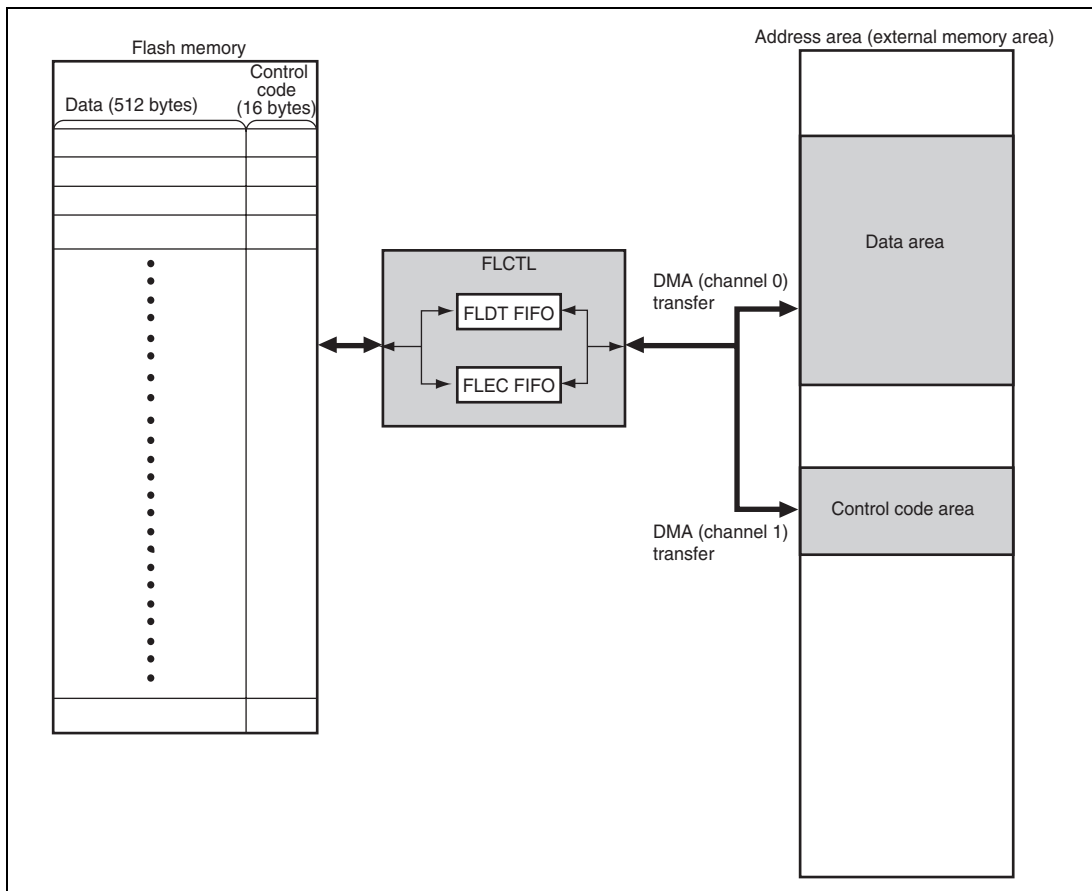 Flash memory
Data (512 bytes)
Control
code
(16 bytes)
FLCTL
FLDT FIFO
FLEC FIFO
DMA (channel 0)
transfer
DMA (channel 1)
transfer
Address area (external memory area)
Data area
Control code area